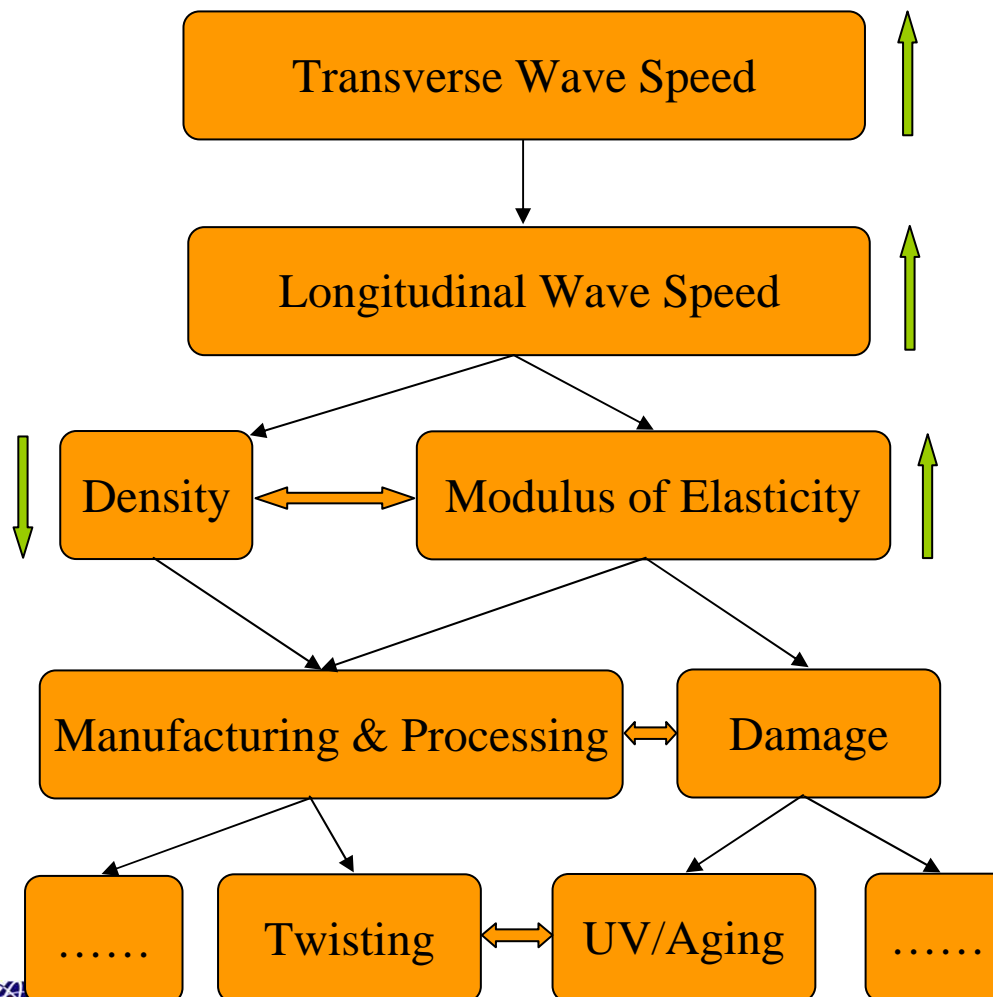 Transverse Wave Speed
Longitudinal Wave Speed
Density
Modulus of Elasticity
Manufacturing & Processing
Damage
……
Twisting
UV/Aging
……